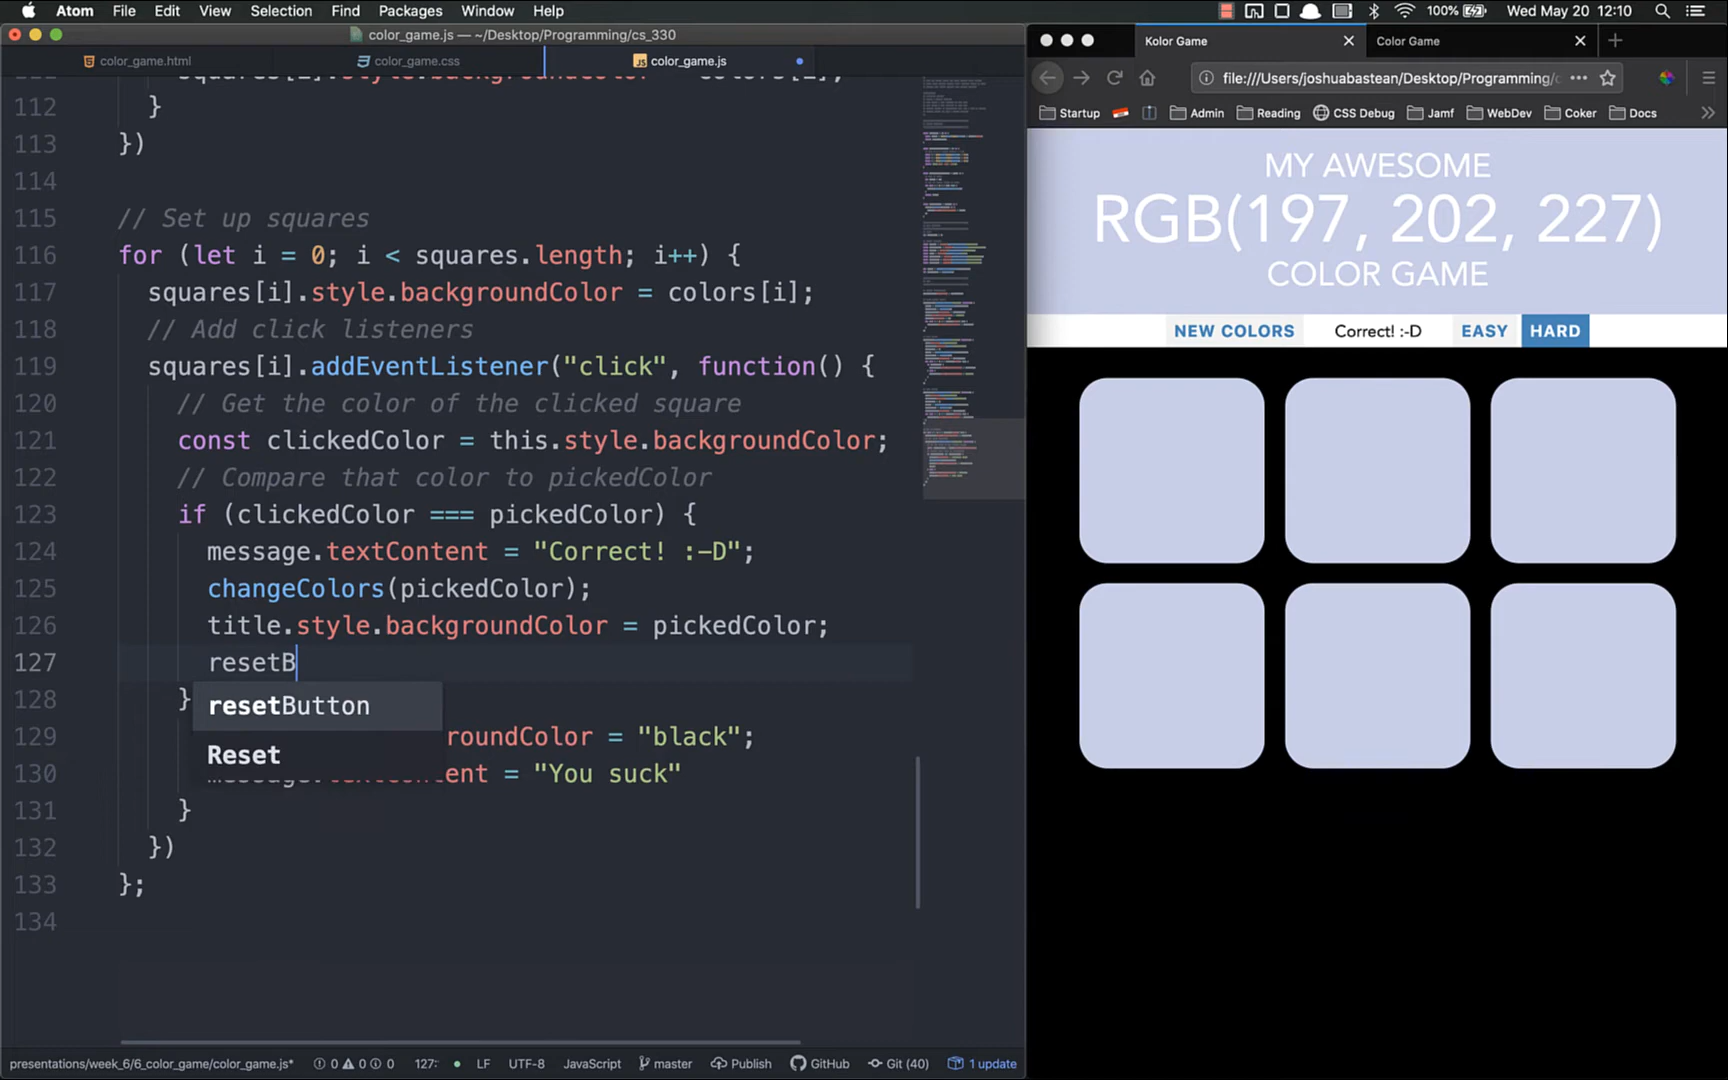 Atom File Edit View Selection Find Packages Window Help 100% Wed May 20 12:10
color_game.js — ~/Desktop/Programming/cs_330
color_game.html color_game.css color_game.js
112 }
113 })
114
115 // Set up squares
116 for (let i = 0; i < squares.length; i++) {
117 squares[i].style.backgroundColor = colors[i];
118 // Add click listeners
119 squares[i].addEventListener("click", function() {
120 // Get the color of the clicked square
121 const clickedColor = this.style.backgroundColor;
122 // Compare that color to pickedColor
123 if (clickedColor === pickedColor) {
124 message.textContent = "Correct! :-D";
125 changeColors(pickedColor);
126 title.style.backgroundColor = pickedColor;
127 resetB
128 }
resetButton
129 roundColor = "black";
Reset
130 ent = "You suck"
131 }
132 })
133 };
134
presentations/week_6/6_color_game/color_game.js* 0 0 0 127: LF UTF-8 JavaScript master Publish GitHub Git (40) 1 update
Kolor Game Color Game
file:///Users/joshuabastean/Desktop/Programming/
Startup Admin Reading CSS Debug Jamf WebDev Coker Docs
MY AWESOME
RGB(197, 202, 227)
COLOR GAME
NEW COLORS Correct! :-D EASY HARD